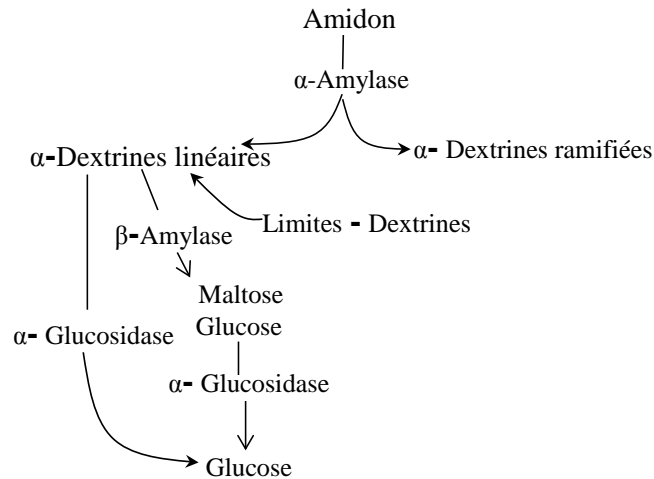 Amidon
α-Amylase
α-Dextrines linéaires
α- Dextrines ramifiées
Limites - Dextrines
β-Amylase
Maltose
Glucose
α- Glucosidase
α- Glucosidase
Glucose